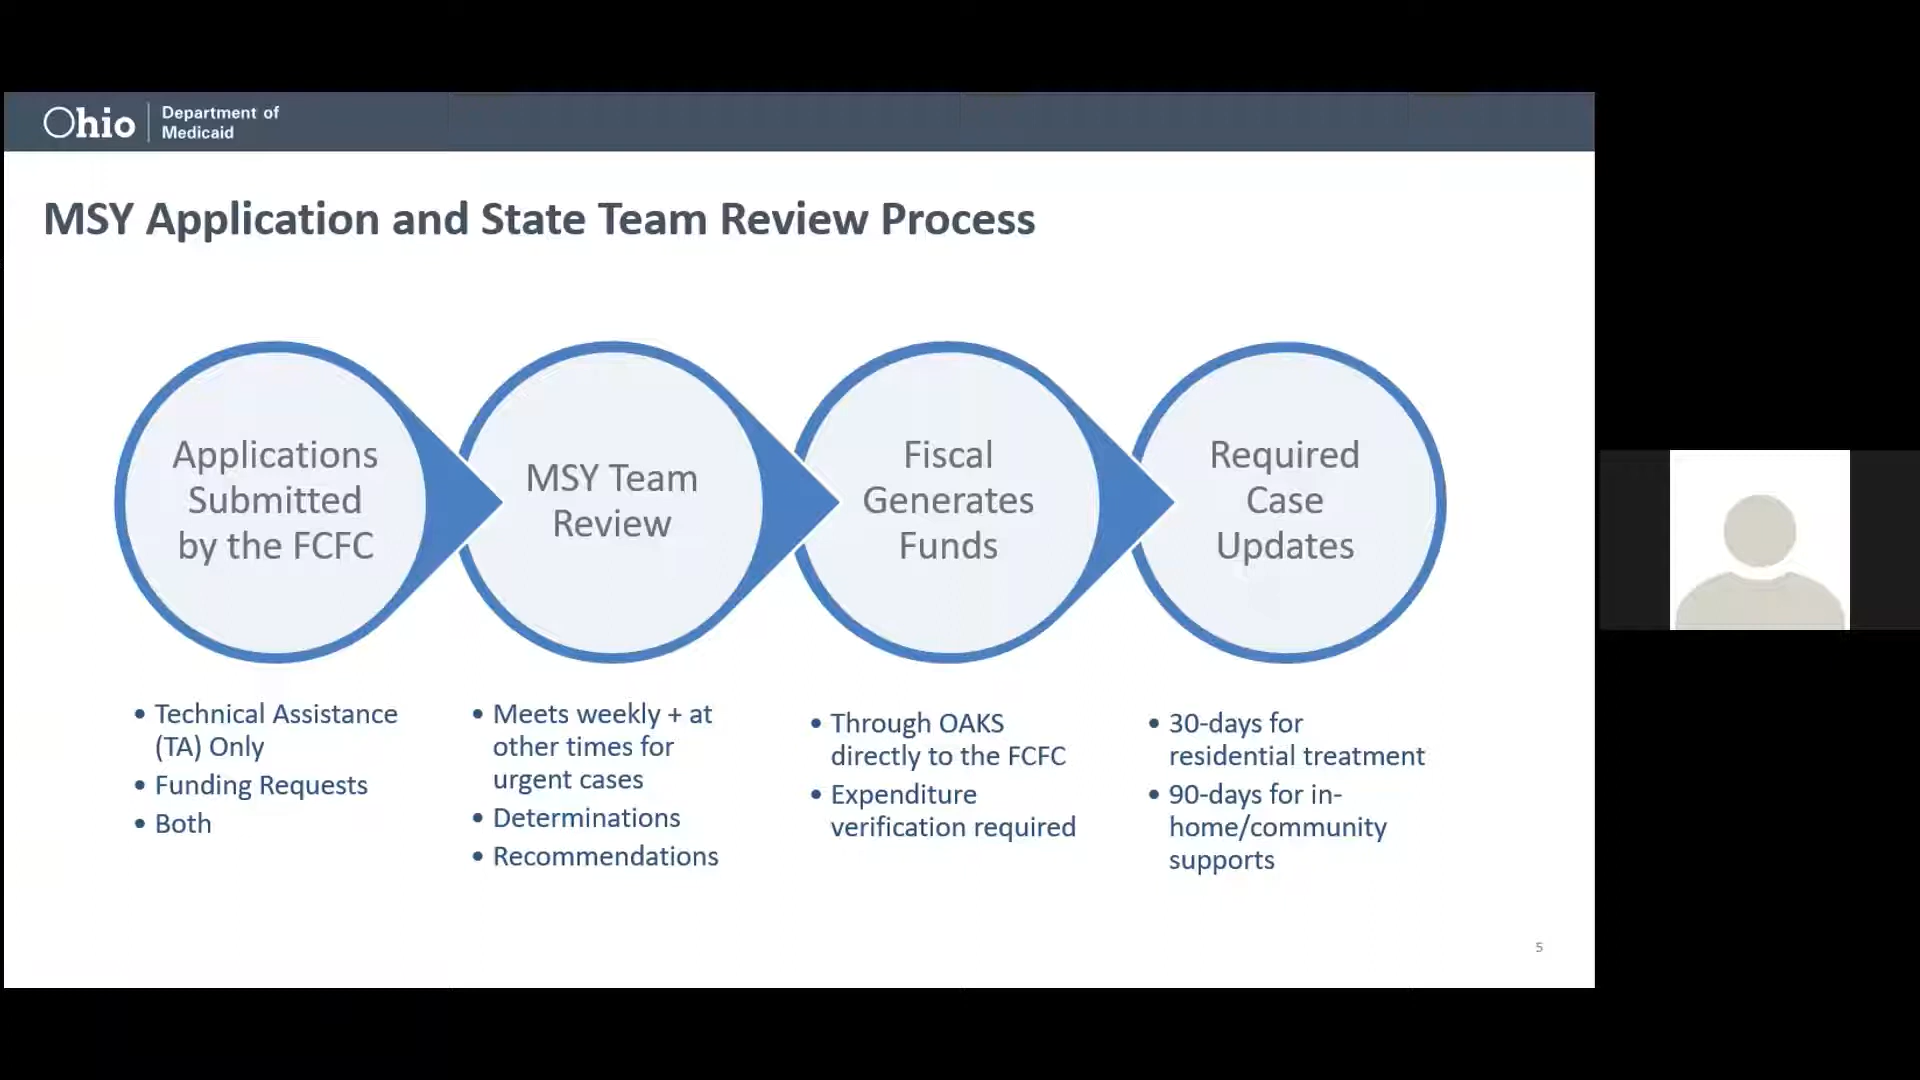 Ohio
Department of
Medicaid
MSY Application and State Team Review Process
Applications
Submitted
by the FCFC
MSY Team
Review
Fiscal
Generates
Funds
Required
Case
Updates
• Technical Assistance
(TA) Only
• Funding Requests
• Both
• Meets weekly + at
other times for
urgent cases
• Determinations
• Recommendations
• Through OAKS
directly to the FCFC
• Expenditure
verification required
• 30-days for
residential treatment
• 90-days for in-
home/community
supports
5